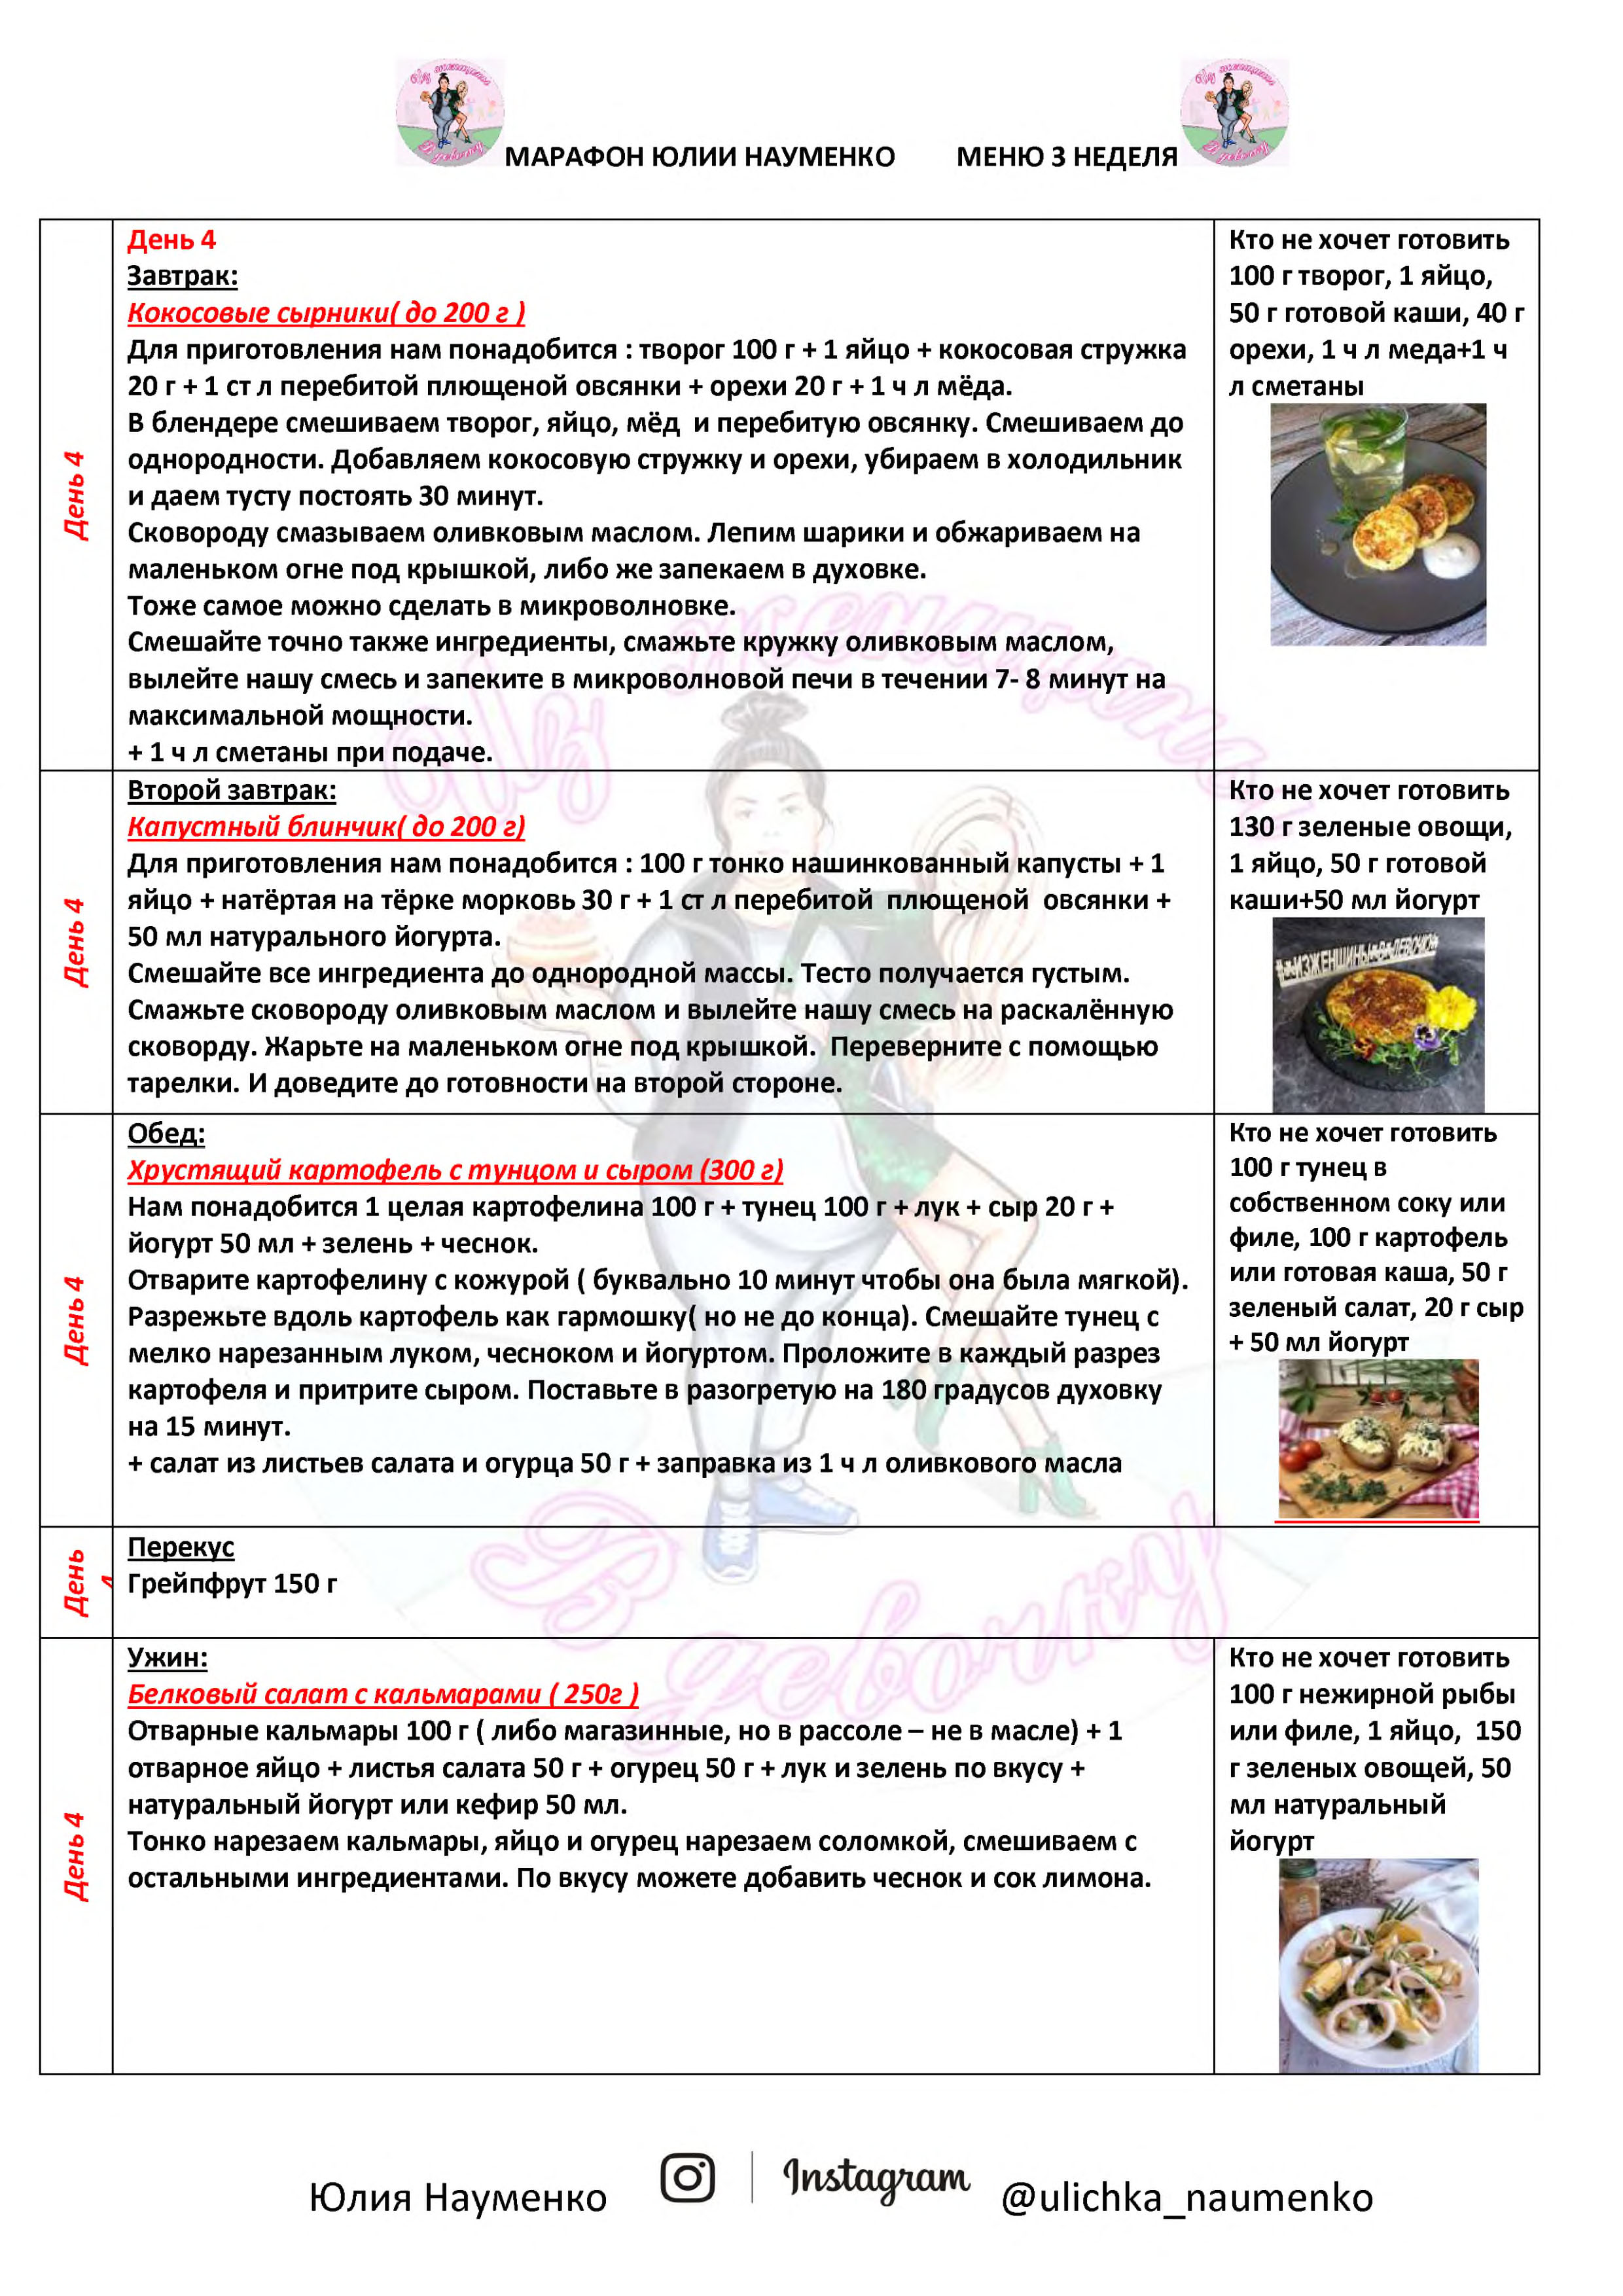 МАРАФОН ЮЛИИ НАУМЕНКО МЕНЮ 3 НЕДЕЛЯ
День 4
День 4
Завтрак:
Кокосовые сырники( до 200 г )
Для приготовления нам понадобится : творог 100 г + 1 яйцо + кокосовая стружка
20 г + 1 ст л перебитой плющеной овсянки + орехи 20 г + 1 ч л мёда.
В блендере смешиваем творог, яйцо, мёд и перебитую овсянку. Смешиваем до
однородности. Добавляем кокосовую стружку и орехи, убираем в холодильник
и даем тусту постоять 30 минут.
Сковороду смазываем оливковым маслом. Лепим шарики и обжариваем на
маленьком огне под крышкой, либо же запекаем в духовке.
Тоже самое можно сделать в микроволновке.
Смешайте точно также ингредиенты, смажьте кружку оливковым маслом,
вылейте нашу смесь и запеките в микроволновой печи в течении 7- 8 минут на
максимальной мощности.
+ 1 ч л сметаны при подаче.
Кто не хочет готовить
100 г творог, 1 яйцо,
50 г готовой каши, 40 г
орехи, 1 ч л меда+1 ч
л сметаны
День 4
Второй завтрак:
Капустный блинчик( до 200 г)
Для приготовления нам понадобится : 100 г тонко нашинкованный капусты + 1
яйцо + натёртая на тёрке морковь 30 г + 1 ст л перебитой плющеной овсянки +
50 мл натурального йогурта.
Смешайте все ингредиента до однородной массы. Тесто получается густым.
Смажьте сковороду оливковым маслом и вылейте нашу смесь на раскалённую
сковорду. Жарьте на маленьком огне под крышкой. Переверните с помощью
тарелки. И доведите до готовности на второй стороне.
Кто не хочет готовить
130 г зеленые овощи,
1 яйцо, 50 г готовой
каши+50 мл йогурт
#ИЗЖЕНЩИНЫВДЕВОЧКУ
День 4
Обед:
Хрустящий картофель с тунцом и сыром (300 г)
Нам понадобится 1 целая картофелина 100 г + тунец 100 г + лук + сыр 20 г +
йогурт 50 мл + зелень + чеснок.
Отварите картофелину с кожурой ( буквально 10 минут чтобы она была мягкой).
Разрежьте вдоль картофель как гармошку( но не до конца). Смешайте тунец с
мелко нарезанным луком, чесноком и йогуртом. Проложите в каждый разрез
картофеля и притрите сыром. Поставьте в разогретую на 180 градусов духовку
на 15 минут.
+ салат из листьев салата и огурца 50 г + заправка из 1 ч л оливкового масла
Кто не хочет готовить
100 г тунец в
собственном соку или
филе, 100 г картофель
или готовая каша, 50 г
зеленый салат, 20 г сыр
+ 50 мл йогурт
День
4
Перекус
Грейпфрут 150 г
День 4
Ужин:
Белковый салат с кальмарами ( 250г )
Отварные кальмары 100 г ( либо магазинные, но в рассоле – не в масле) + 1
отварное яйцо + листья салата 50 г + огурец 50 г + лук и зелень по вкусу +
натуральный йогурт или кефир 50 мл.
Тонко нарезаем кальмары, яйцо и огурец нарезаем соломкой, смешиваем с
остальными ингредиентами. По вкусу можете добавить чеснок и сок лимона.
Кто не хочет готовить
100 г нежирной рыбы
или филе, 1 яйцо, 150
г зеленых овощей, 50
мл натуральный
йогурт
Из женщины
В девочку
Юлия Науменко Instagram @ulichka_naumenko